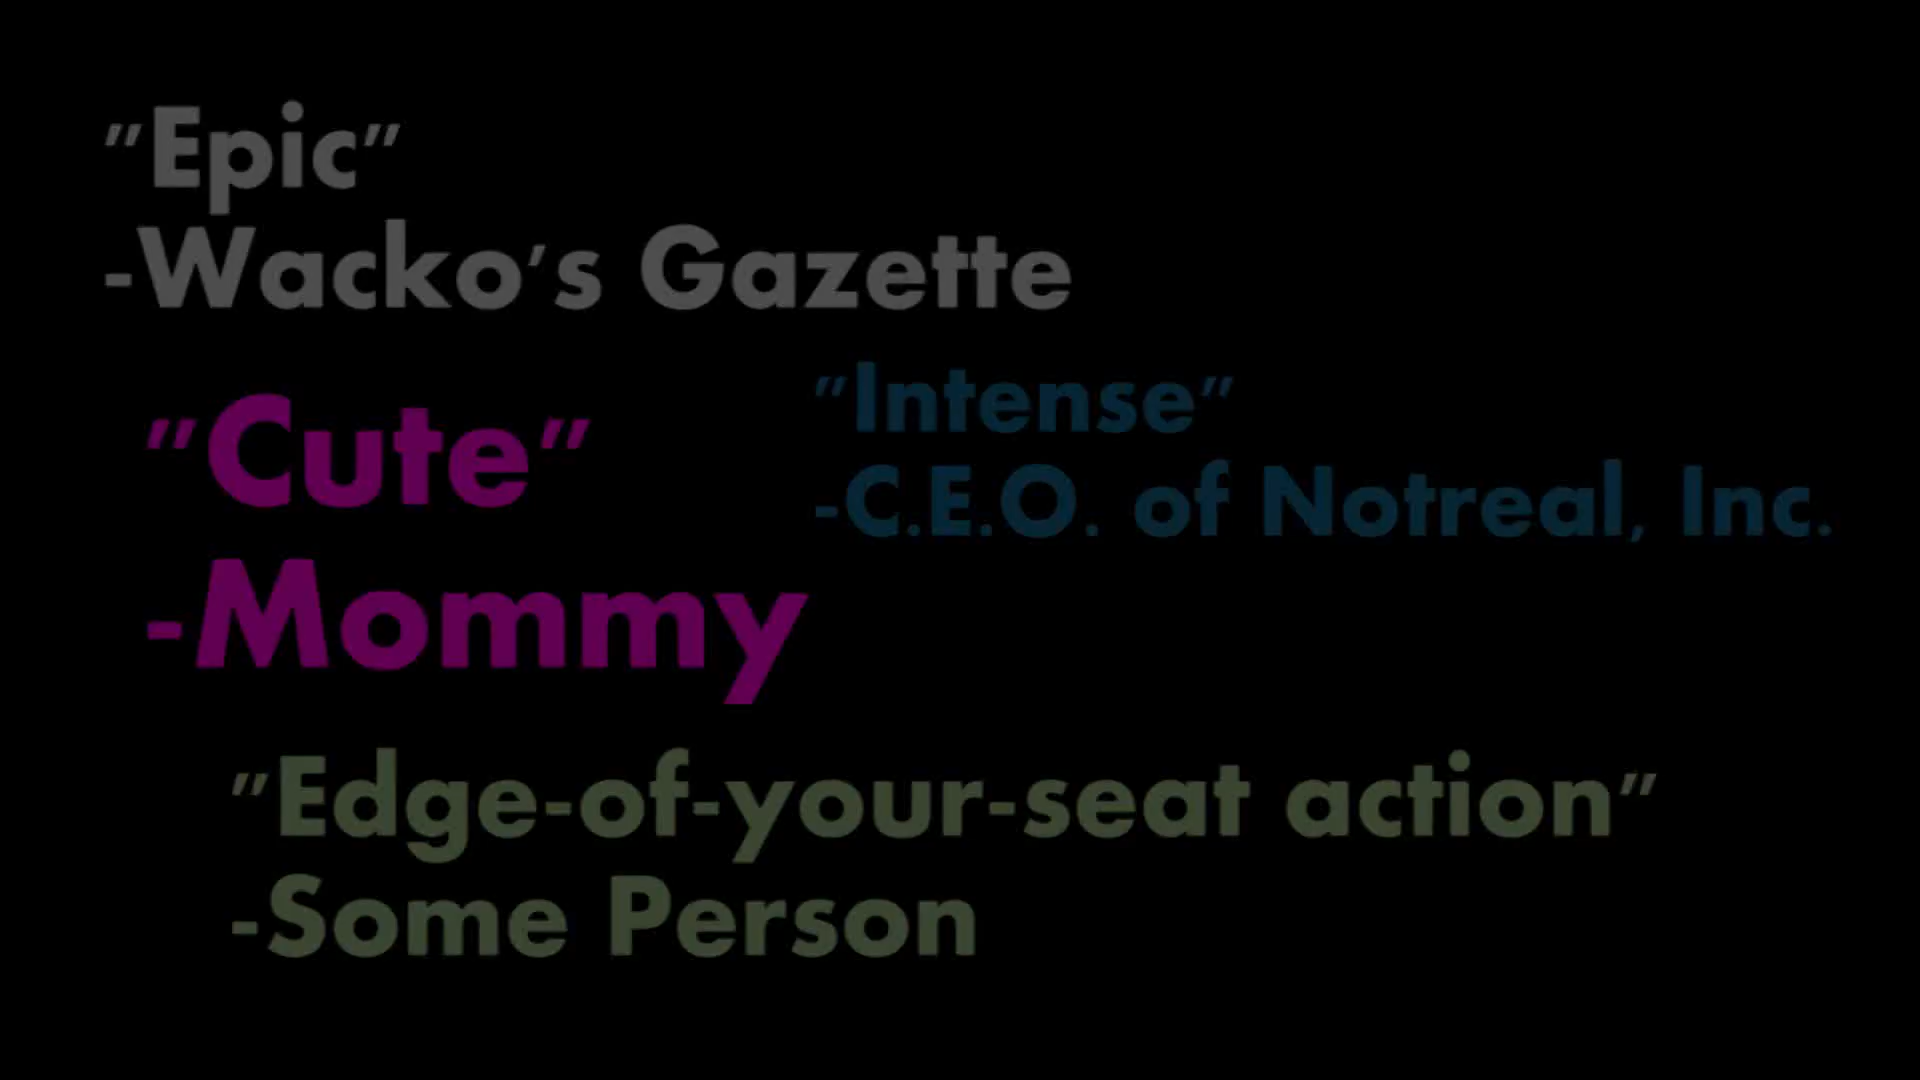 "Epic"
-Wacko's Gazette
"Cute"
-Mommy
"Intense"
-C.E.O. of Notreal, Inc.
"Edge-of-your-seat action"
-Some Person